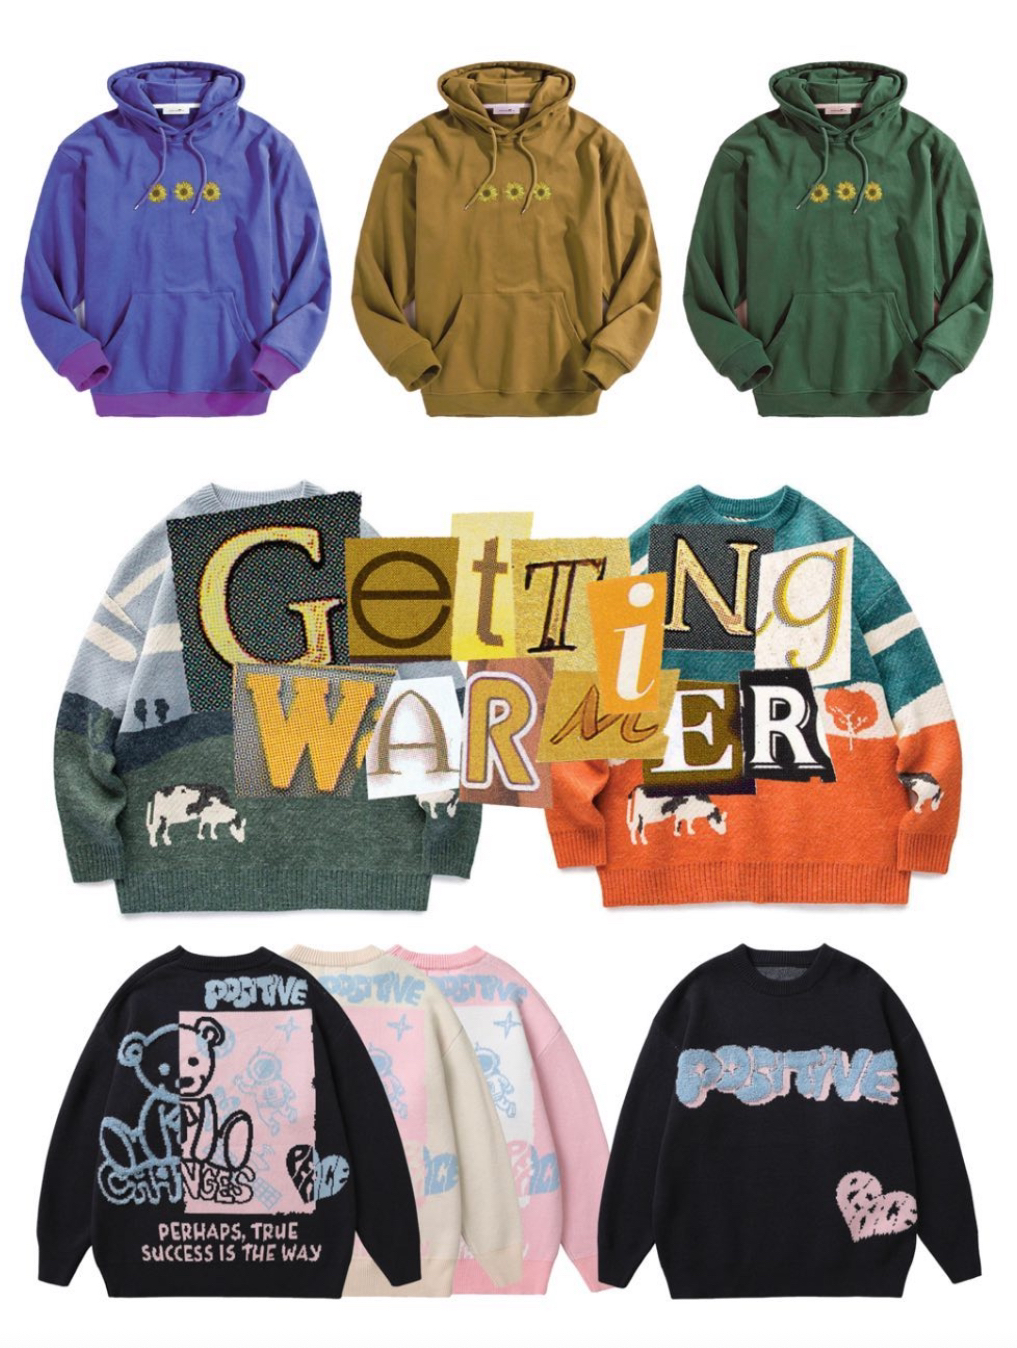 GetTiNg
WARMER
POSITIVE
POSITIVE
POSITIVE
POSITIVE
CHANGES
PEACE
PERHAPS, TRUE
SUCCESS IS THE WAY
PEACE